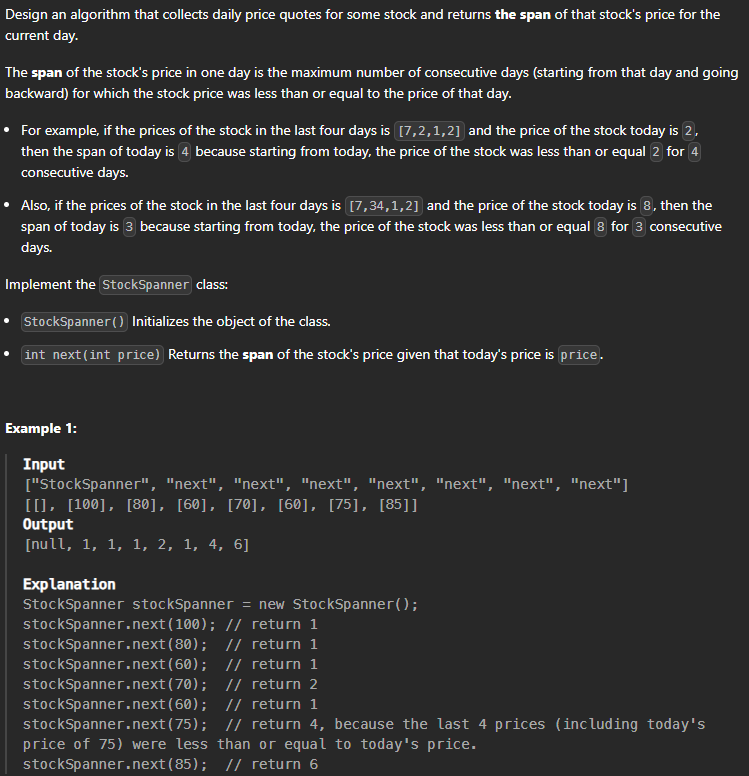 Design an algorithm that collects daily price quotes for some stock and returns the span of that stock's price for the
current day.
The span of the stock's price in one day is the maximum number of consecutive days (starting from that day and going
backward) for which the stock price was less than or equal to the price of that day.
• For example, if the prices of the stock in the last four days is [7,2,1,2] and the price of the stock today is 2,
then the span of today is 4 because starting from today, the price of the stock was less than or equal 2 for 4
consecutive days.
• Also, if the prices of the stock in the last four days is [7,34,1,2] and the price of the stock today is 8, then the
span of today is 3 because starting from today, the price of the stock was less than or equal 8 for 3 consecutive
days.
Implement the StockSpanner class:
• StockSpanner() Initializes the object of the class.
• int next(int price) Returns the span of the stock's price given that today's price is price.
Example 1:
Input
["StockSpanner", "next", "next", "next", "next", "next", "next", "next"]
[[], [100], [80], [60], [70], [60], [75], [85]]
Output
[null, 1, 1, 1, 2, 1, 4, 6]
Explanation
StockSpanner stockSpanner = new StockSpanner();
stockSpanner.next(100); // return 1
stockSpanner.next(80);  // return 1
stockSpanner.next(60);  // return 1
stockSpanner.next(70);  // return 2
stockSpanner.next(60);  // return 1
stockSpanner.next(75);  // return 4, because the last 4 prices (including today's
price of 75) were less than or equal to today's price.
stockSpanner.next(85);  // return 6